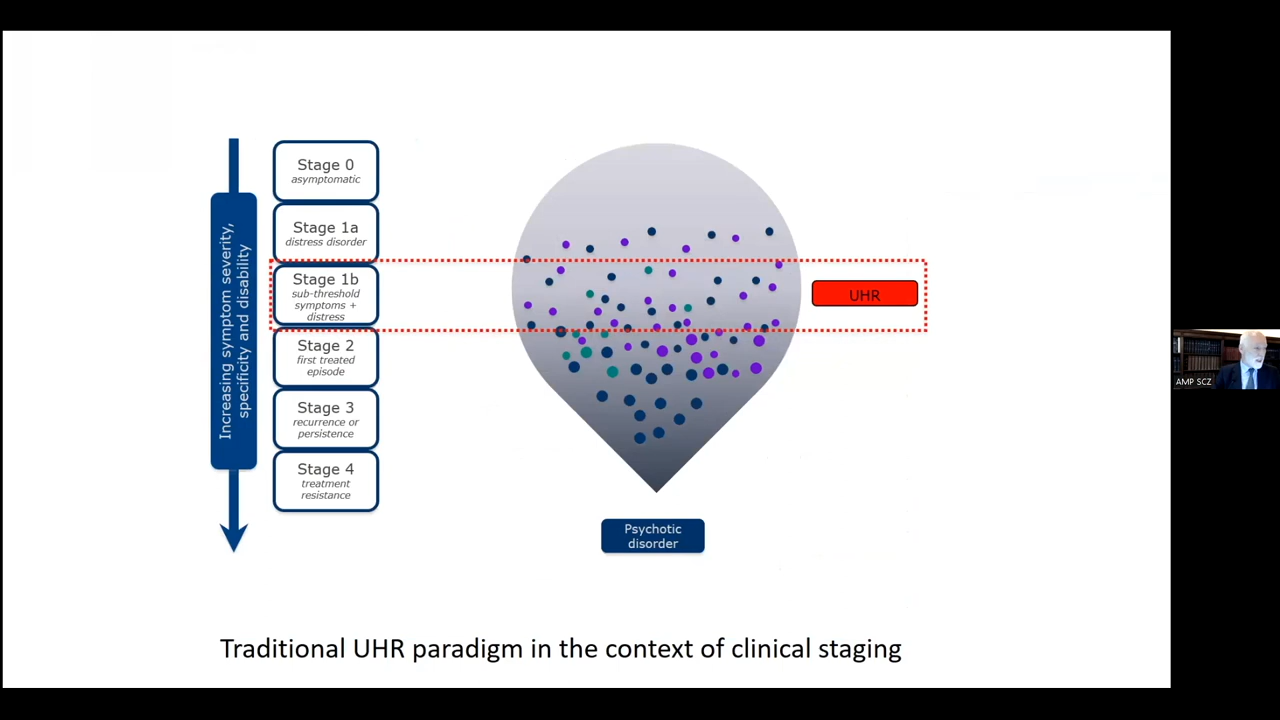 Increasing symptom severity,
specificity and disability
Stage 0
asymptomatic
Stage 1a
distress disorder
Stage 1b
sub-threshold
symptoms +
distress
Stage 2
first treated
episode
Stage 3
recurrence or
persistence
Stage 4
treatment
resistance
UHR
Psychotic
disorder
AMP SCZ
Traditional UHR paradigm in the context of clinical staging